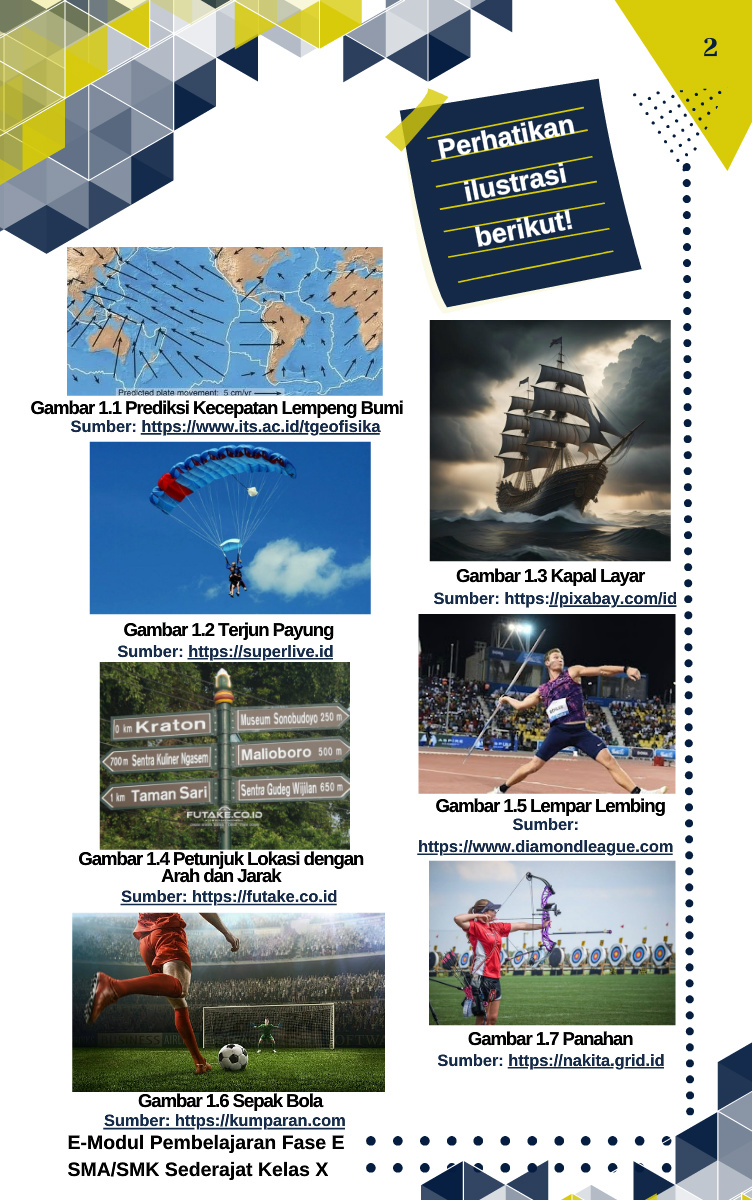 2
Perhatikan
ilustrasi
berikut!
Predicted plate movement: 5 cm/yr
Gambar 1.1 Prediksi Kecepatan Lempeng Bumi
Sumber: https://www.its.ac.id/tgeofisika
Gambar 1.2 Terjun Payung
Sumber: https://superlive.id
Gambar 1.3 Kapal Layar
Sumber: https://pixabay.com/id
0 km Kraton
700 m Sentra Kuliner Ngasem
1 km Taman Sari
Museum Sonobudoyo 250 m
Malioboro 500 m
Sentra Gudeg Wijilan 650 m
FUTAKE.CO.ID
Gambar 1.4 Petunjuk Lokasi dengan
Arah dan Jarak
Sumber: https://futake.co.id
Gambar 1.5 Lempar Lembing
Sumber:
https://www.diamondleague.com
Gambar 1.6 Sepak Bola
Sumber: https://kumparan.com
Gambar 1.7 Panahan
Sumber: https://nakita.grid.id
E-Modul Pembelajaran Fase E
SMA/SMK Sederajat Kelas X